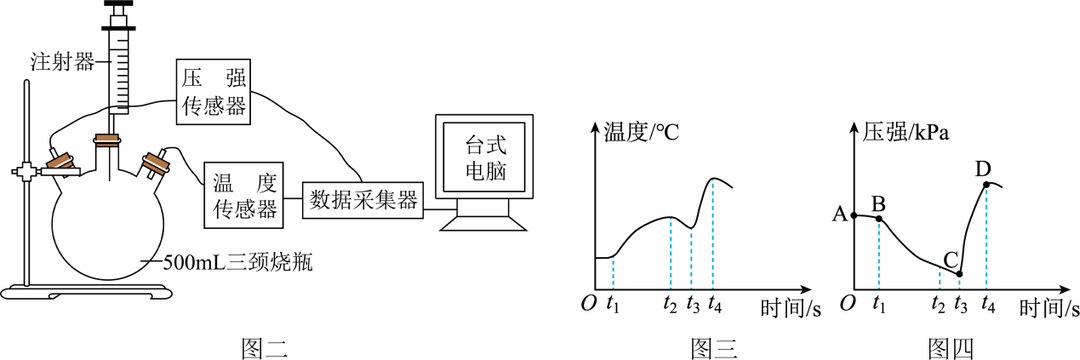 注射器
压 强
传感器
温 度
传感器
数据采集器
台式
电脑
500mL三颈烧瓶
图二
温度/℃
O t₁ t₂ t₃ t₄ 时间/s
图三
压强/kPa
A B C D
O t₁ t₂ t₃ t₄ 时间/s
图四